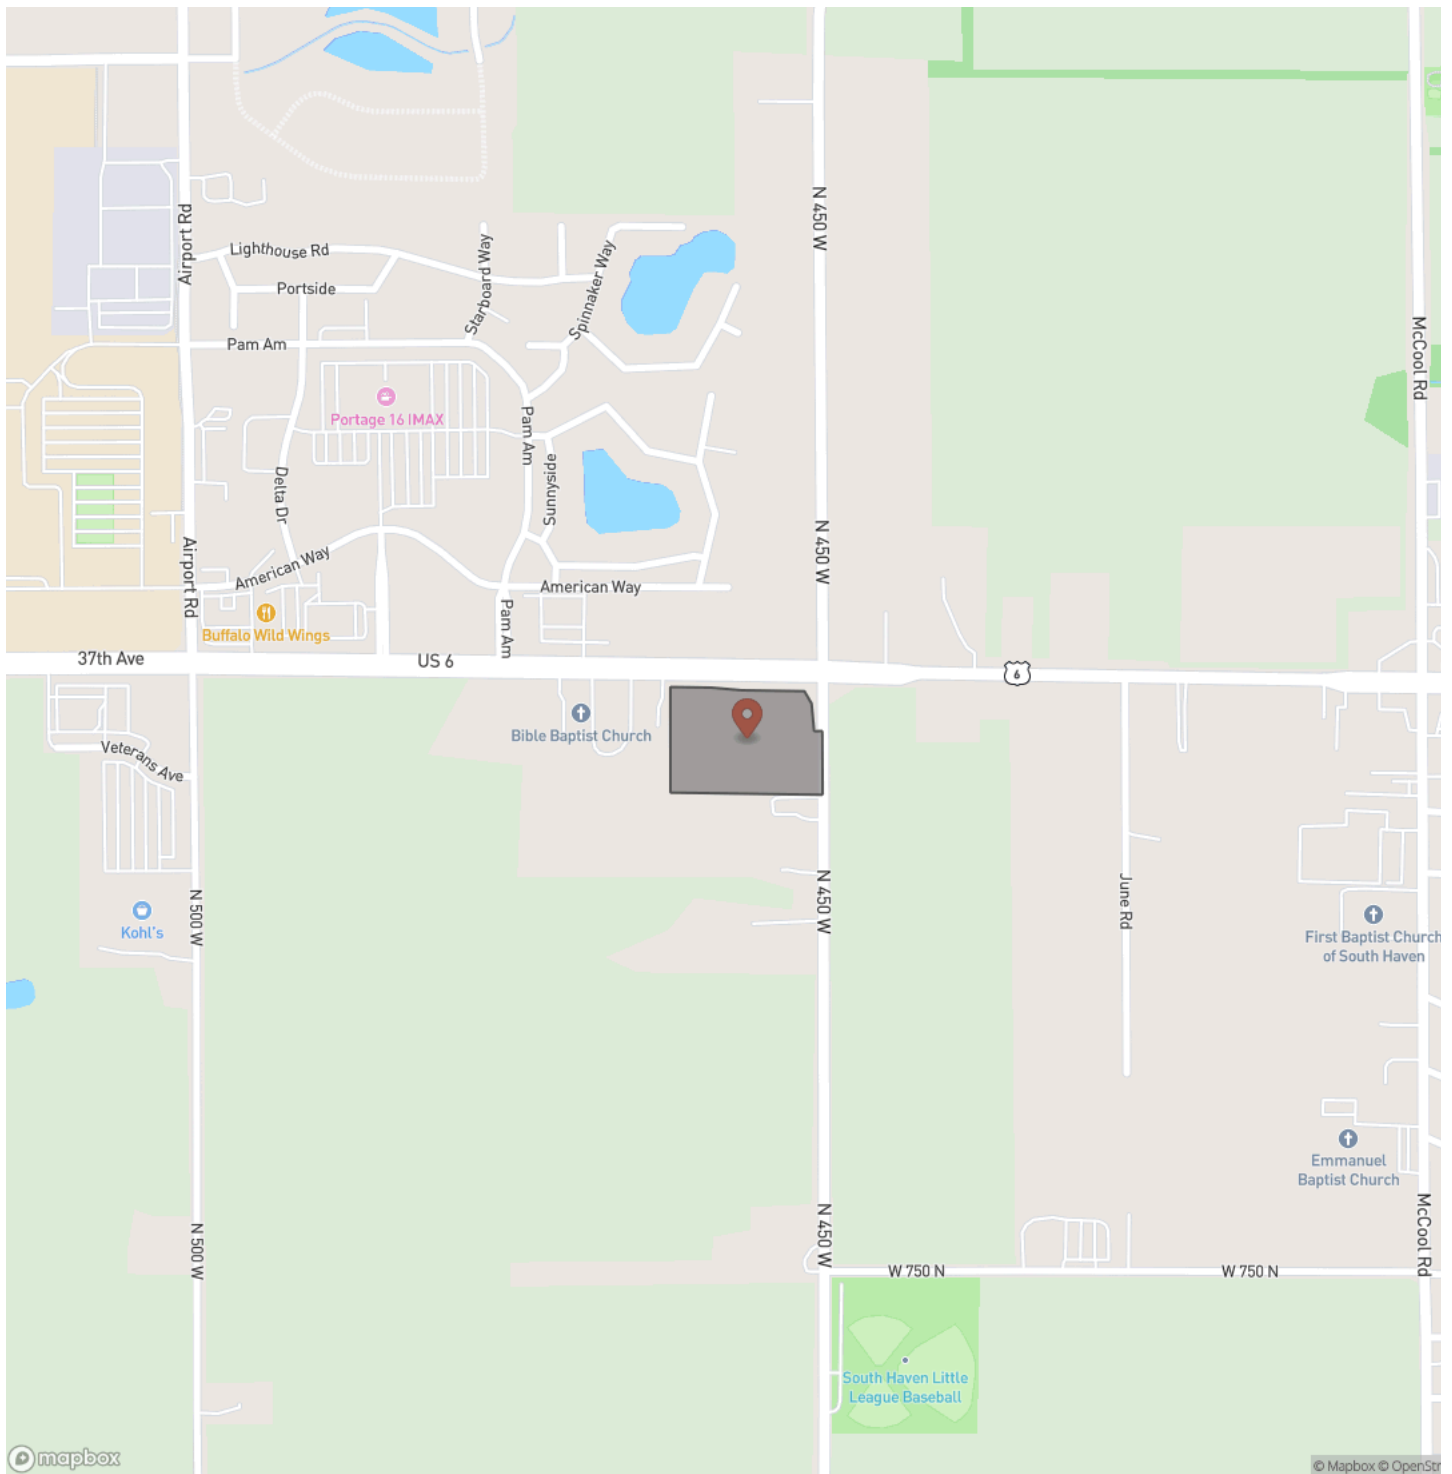 N 450 W
Airport Rd
Lighthouse Rd
Starboard Way
Spinnaker Way
Portside
Pam Am
McCool Rd
Portage 16 IMAX
Pam Am
Sunnyside
Delta Dr
N 450 W
Airport Rd
American Way
American Way
Pam Am
Buffalo Wild Wings
37th Ave
US 6
6
Bible Baptist Church
Veterans Ave
N 500 W
Kohl's
N 450 W
June Rd
First Baptist Church
of South Haven
Emmanuel
Baptist Church
N 500 W
N 450 W
McCool Rd
W 750 N
W 750 N
South Haven Little
League Baseball
mapbox
© Mapbox © OpenStr